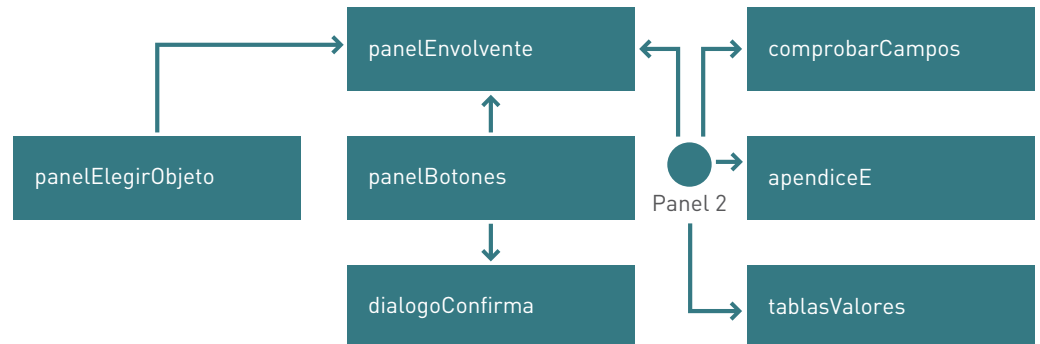 panelEnvolvente
comprobarCampos
panelElegirObjeto
panelBotones
apendiceE
Panel 2
dialogoConfirma
tablasValores